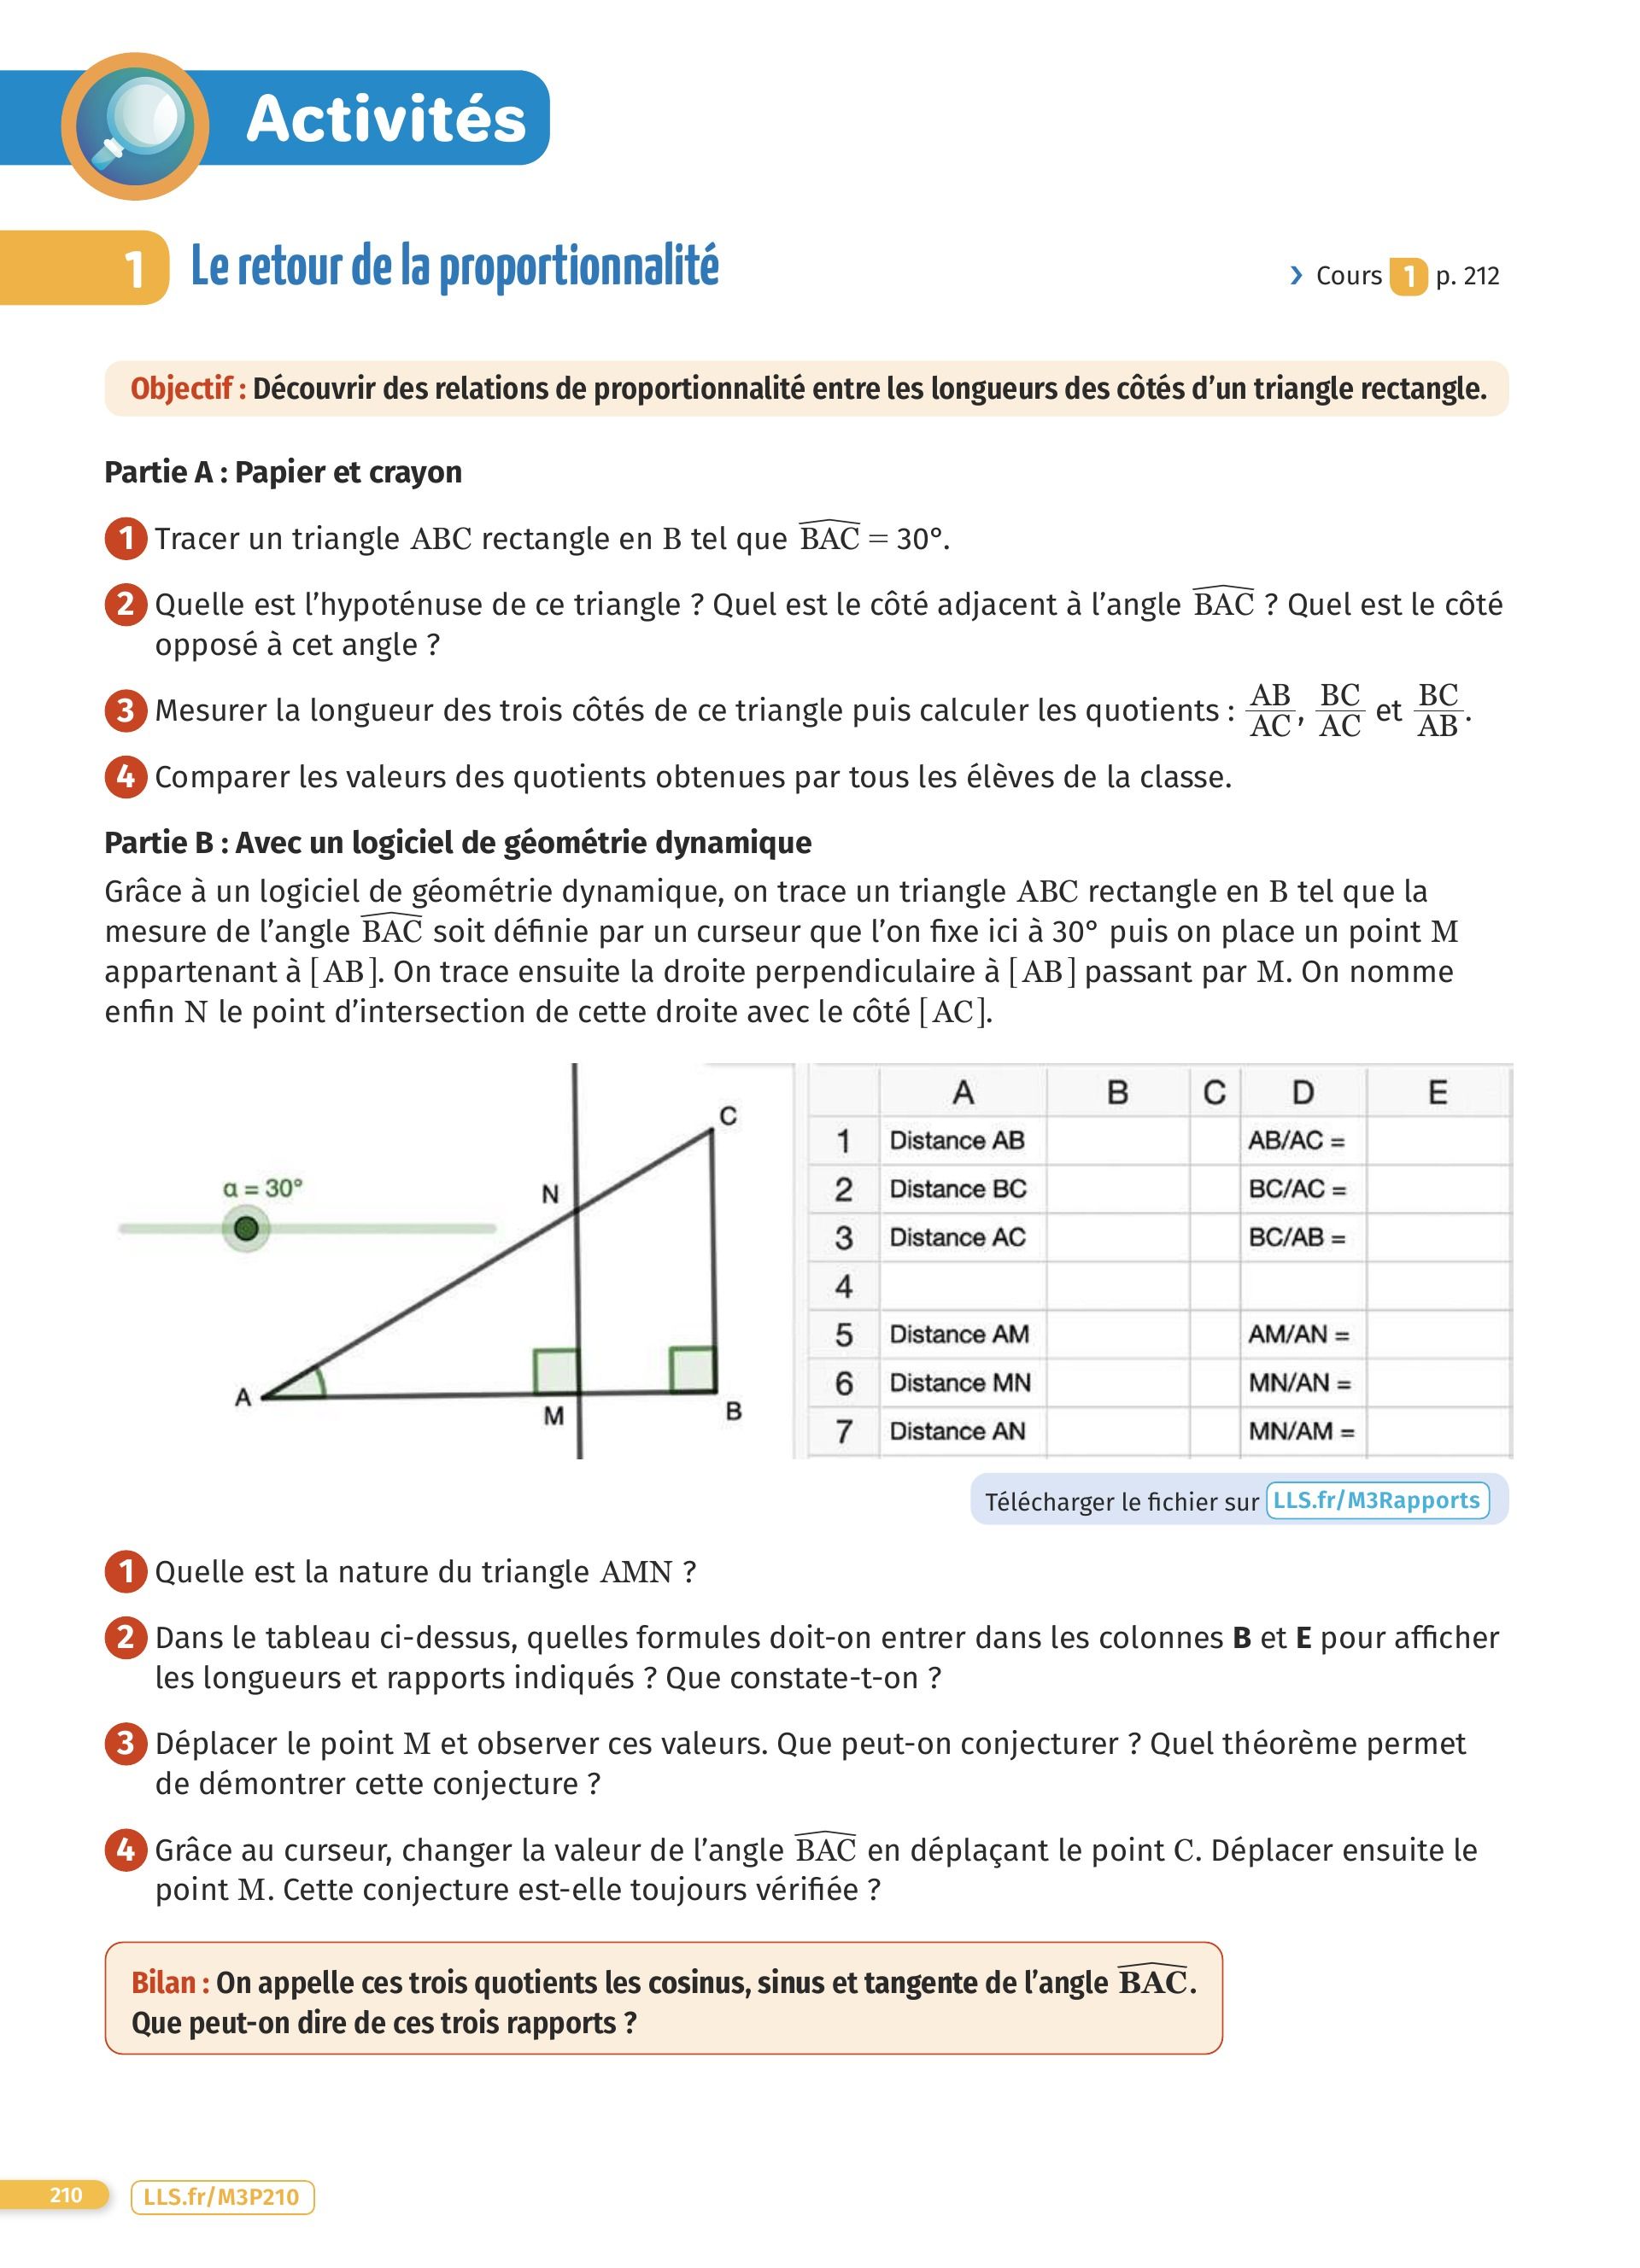 Activités
1 Le retour de la proportionnalité
› Cours 1 p. 212
Objectif : Découvrir des relations de proportionnalité entre les longueurs des côtés d’un triangle rectangle.
Partie A : Papier et crayon
1 Tracer un triangle ABC rectangle en B tel que \widehat{BAC} = 30°.
2 Quelle est l’hypoténuse de ce triangle ? Quel est le côté adjacent à l’angle \widehat{BAC} ? Quel est le côté
opposé à cet angle ?
3 Mesurer la longueur des trois côtés de ce triangle puis calculer les quotients : AB/AC, BC/AC et BC/AB.
4 Comparer les valeurs des quotients obtenues par tous les élèves de la classe.
Partie B : Avec un logiciel de géométrie dynamique
Grâce à un logiciel de géométrie dynamique, on trace un triangle ABC rectangle en B tel que la
mesure de l’angle \widehat{BAC} soit définie par un curseur que l’on fixe ici à 30° puis on place un point M
appartenant à [AB]. On trace ensuite la droite perpendiculaire à [AB] passant par M. On nomme
enfin N le point d’intersection de cette droite avec le côté [AC].
α = 30°
C
N
A
M
B
A B C D E
1 Distance AB AB/AC =
2 Distance BC BC/AC =
3 Distance AC BC/AB =
4
5 Distance AM AM/AN =
6 Distance MN MN/AN =
7 Distance AN MN/AM =
Télécharger le fichier sur LLS.fr/M3Rapports
1 Quelle est la nature du triangle AMN ?
2 Dans le tableau ci-dessus, quelles formules doit-on entrer dans les colonnes B et E pour afficher
les longueurs et rapports indiqués ? Que constate-t-on ?
3 Déplacer le point M et observer ces valeurs. Que peut-on conjecturer ? Quel théorème permet
de démontrer cette conjecture ?
4 Grâce au curseur, changer la valeur de l’angle \widehat{BAC} en déplaçant le point C. Déplacer ensuite le
point M. Cette conjecture est-elle toujours vérifiée ?
Bilan : On appelle ces trois quotients les cosinus, sinus et tangente de l’angle \widehat{BAC}.
Que peut-on dire de ces trois rapports ?
210 LLS.fr/M3P210